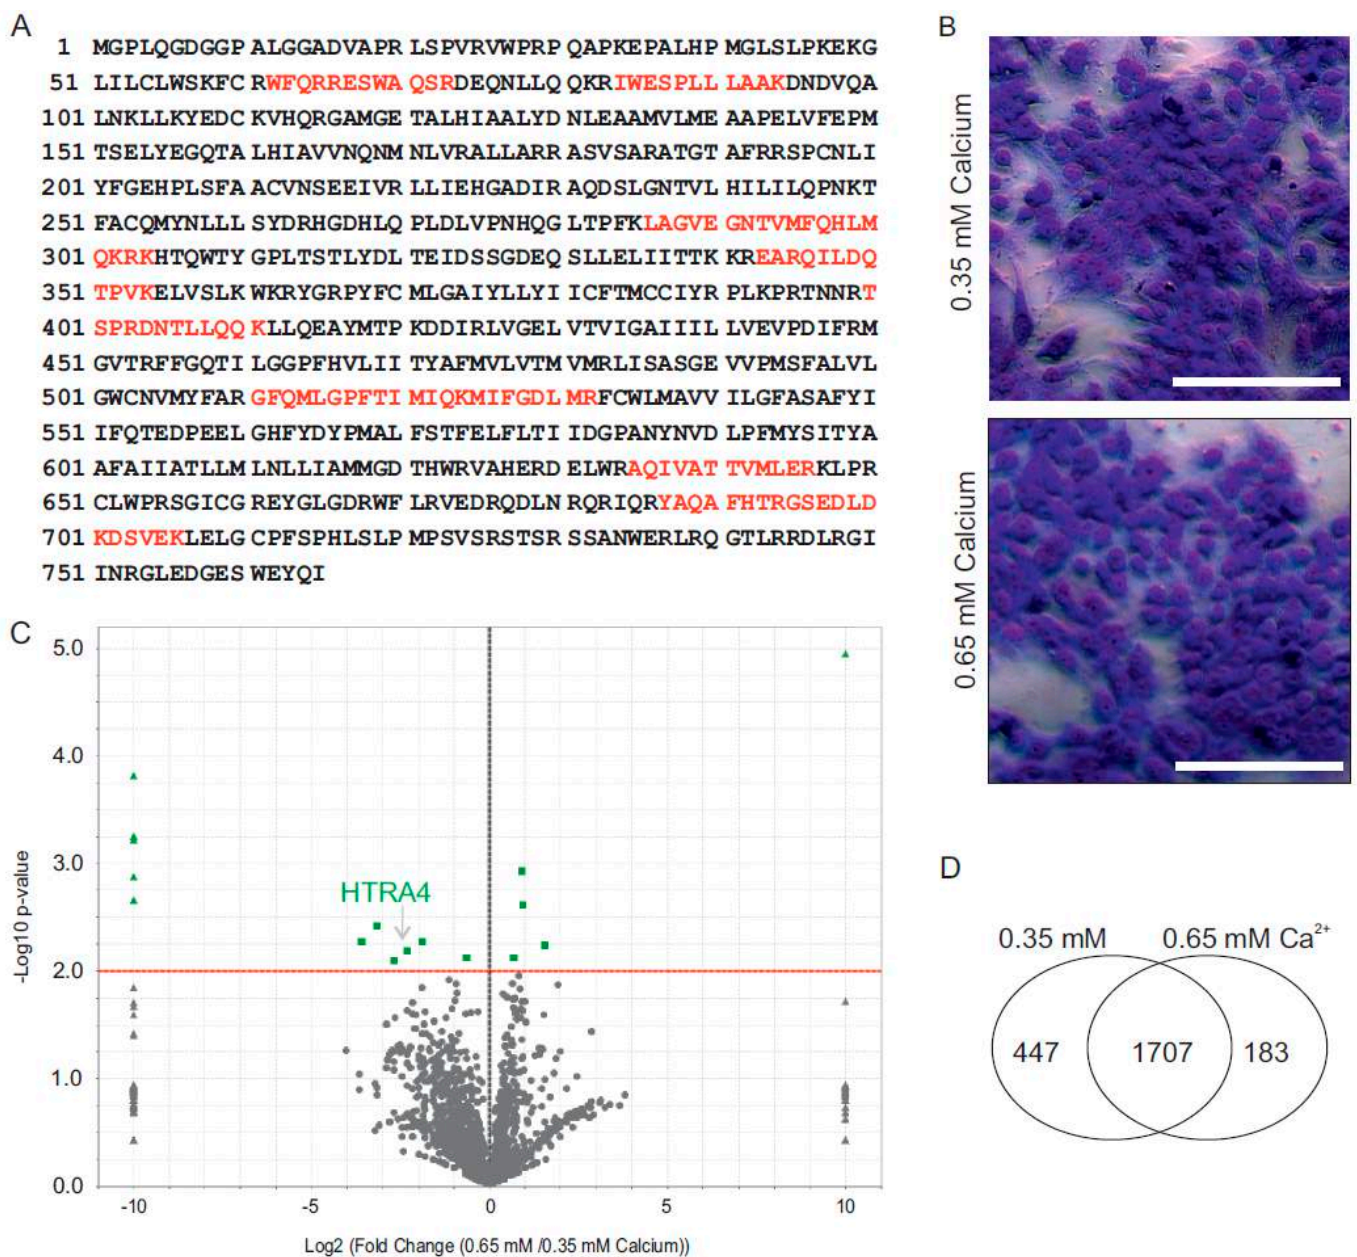 A
1 MGPLQGDGGP ALGGADVAPR LSPVRVWPRP QAPKEPALHP MGLSLPKEKG
51 LILCLWSKFC RWFQRRESWA QSRDEQNLLQ QKRIWESPLL LAAKDNDVQA
101 LNKLLKYEDC KVHQRGAMGE TALHIAALYD NLEAAMVLME AAPELVFEPM
151 TSELYEGQTA LHIAVVNQNM NLVRALLARR ASVSARATGT AFRRSPCNLI
201 YFGEHPLSFA ACVNSEEIVR LLIEHGADIR AQDSLGNTVL HILILQPNKT
251 FACQMYNLLL SYDRHGDHLQ PLDLVPNHQG LTPFKLAGVE GNTVMFQHLM
301 QKRKHTQWTY GPLTSTLYDL TEIDSSGDEQ SLLELIITTK KREARQILDQ
351 TPVKELVSLK WKRYGRPYFC MLGAIYLLYI ICFTMCCIYR PLKPRTNNRT
401 SPRDNTLLQQ KLLQEAYMTP KDDIRLVGEL VTVIGAIIIL LVEVPDIFRM
451 GVTRFFGQTI LGGPFHVLII TYAFMVLVTM VMRLISASGE VVPMSFALVL
501 GWCNVMYFAR GFQMLGPFTI MIQKMIFGDL MRFCWLMAVV ILGFASAFYI
551 IFQTEDPEEL GHFYDYPMAL FSTFELFLTI IDGPANYNVD LPFMYSITYA
601 AFAIIATLLM LNLLIAMMGD THWRVAHERD ELWRAQIVAT TVMLERKLPR
651 CLWPRSGICG REYGLGDRWF LRVEDRQDLN RQRIQRYAQA FHTRGSEDLD
701 KDSVEKLELG CPFSPHLSLP MPSVSRSTSR SSANWERLRQ GTLRRDLRGI
751 INRGLEDGES WEYQI
B
0.35 mM Calcium
0.65 mM Calcium
C
5.0
4.0
3.0
2.0
1.0
0.0
-Log10 p-value
HTRA4
-10 -5 0 5 10
Log2 (Fold Change (0.65 mM /0.35 mM Calcium))
D
0.35 mM 0.65 mM Ca²⁺
447 1707 183